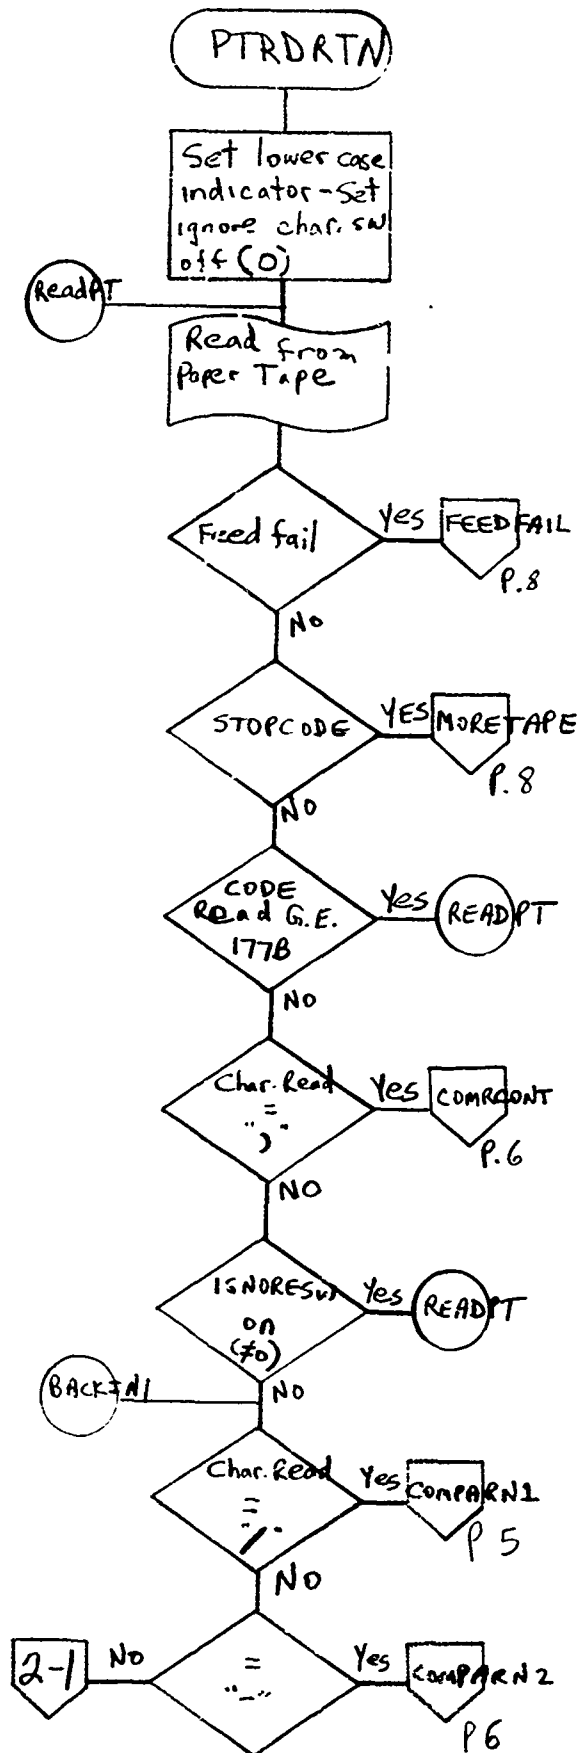 PTRDRTN
Set lower case
indicator - Set
ignore char. sw
off (0)
ReadPT
Read from
Paper Tape
Feed fail
Yes
FEEDFAIL
P.8
No
STOPCODE
YES
MORETAPE
P.8
NO
CODE
Read G.E.
177B
Yes
READPT
NO
Char. Read
=
")"
Yes
P.6
NO
IGNORESW
on
(≠0)
Yes
READPT
NO
BACKIN1
Char. Read
=
"/"
Yes
COMPARN1
P 5
NO
=
"-"
Yes
COMPARN2
P6
No
2-1